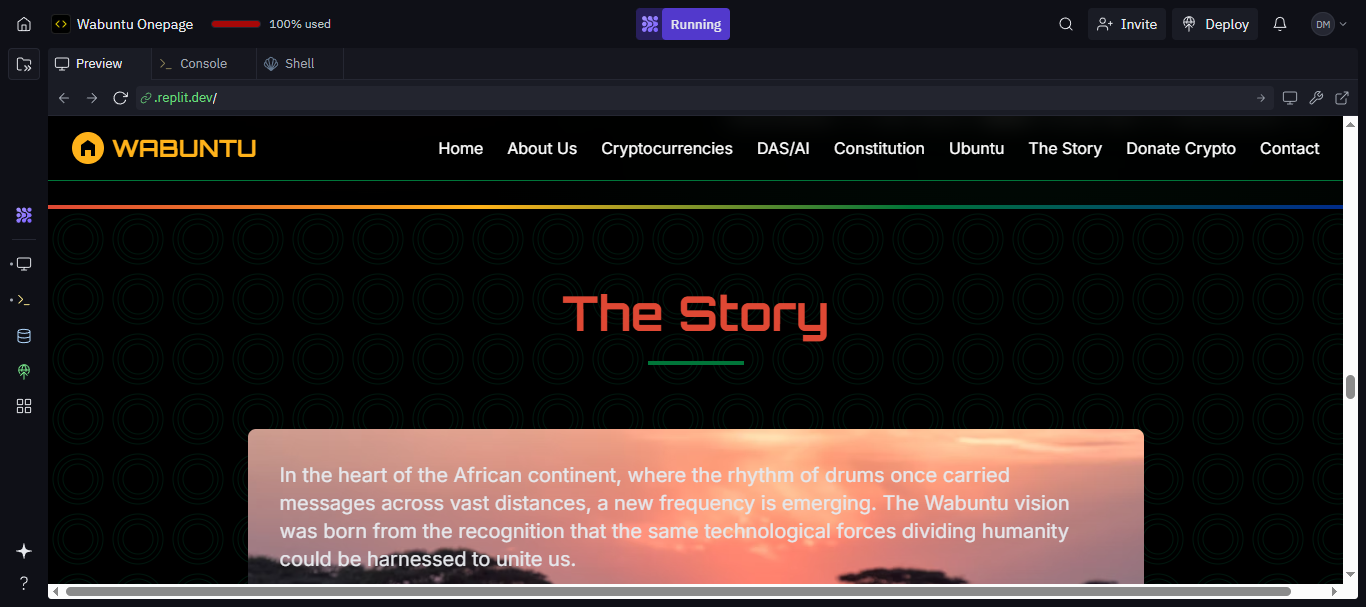 Wabuntu Onepage
100% used
Running
Invite
Deploy
DM
Preview
Console
Shell
.replit.dev/
WABUNTU
Home
About Us
Cryptocurrencies
DAS/AI
Constitution
Ubuntu
The Story
Donate Crypto
Contact
The Story
In the heart of the African continent, where the rhythm of drums once carried
messages across vast distances, a new frequency is emerging. The Wabuntu vision
was born from the recognition that the same technological forces dividing humanity
could be harnessed to unite us.